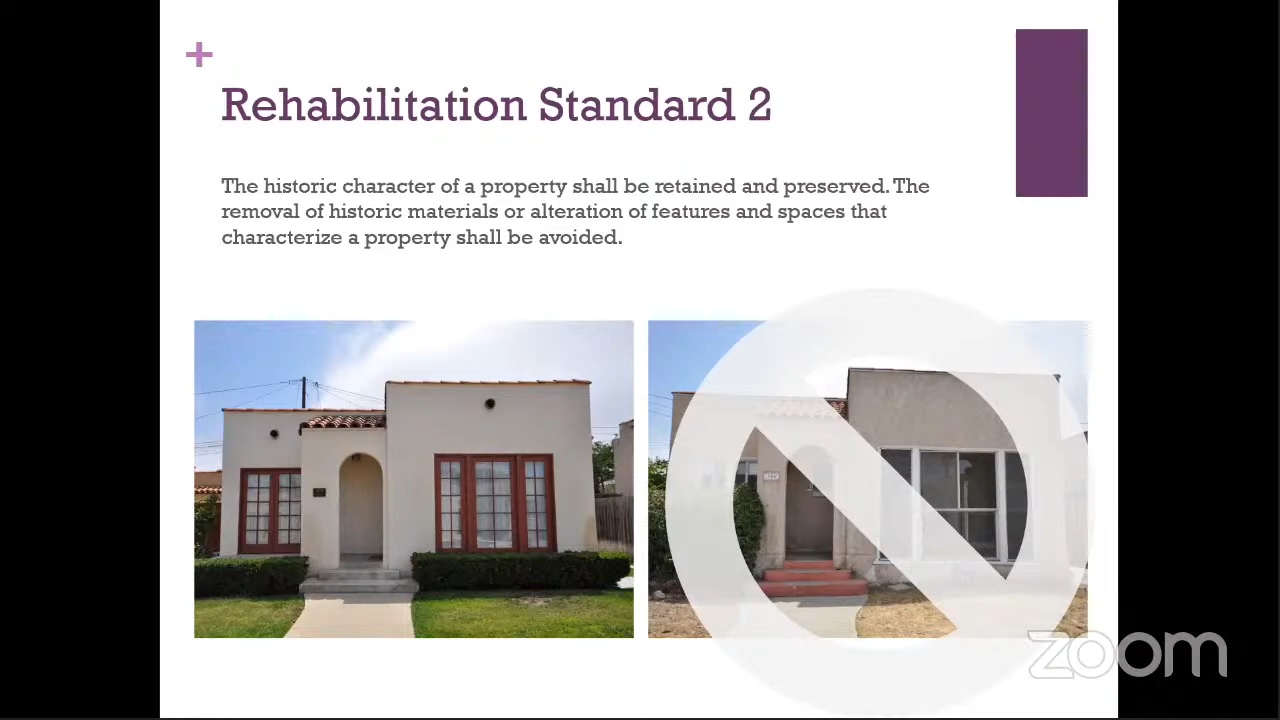 +
Rehabilitation Standard 2
The historic character of a property shall be retained and preserved. The
removal of historic materials or alteration of features and spaces that
characterize a property shall be avoided.
zoom